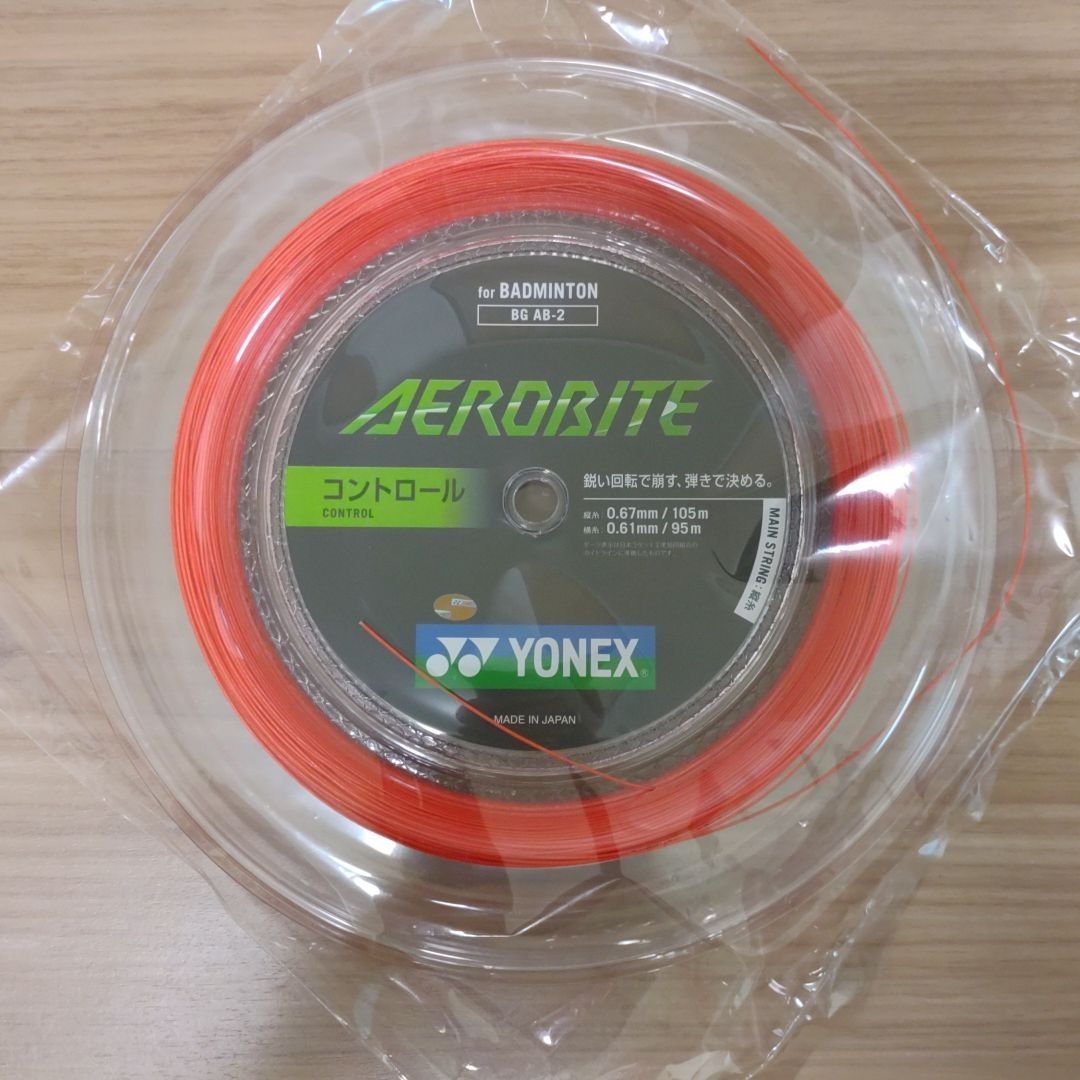 for BADMINTON
BG AB-2
AEROBITE
コントロール
CONTROL
鋭い回転で崩す、弾きで決める。
縦糸 0.67mm / 105m
横糸 0.61mm / 95m
MAIN STRING : 縦糸
YONEX®
MADE IN JAPAN